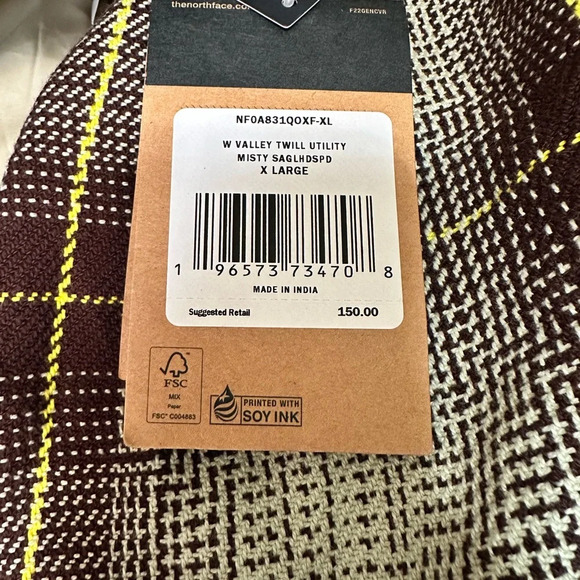 thenorthface.com
F22GENCVR
NF0A831QOXF-XL
W VALLEY TWILL UTILITY
MISTY SAGLHDSPD
X LARGE
1 96573 73470 8
MADE IN INDIA
Suggested Retail 150.00
FSC
MIX
Paper
FSC® C004883
PRINTED WITH
SOY INK